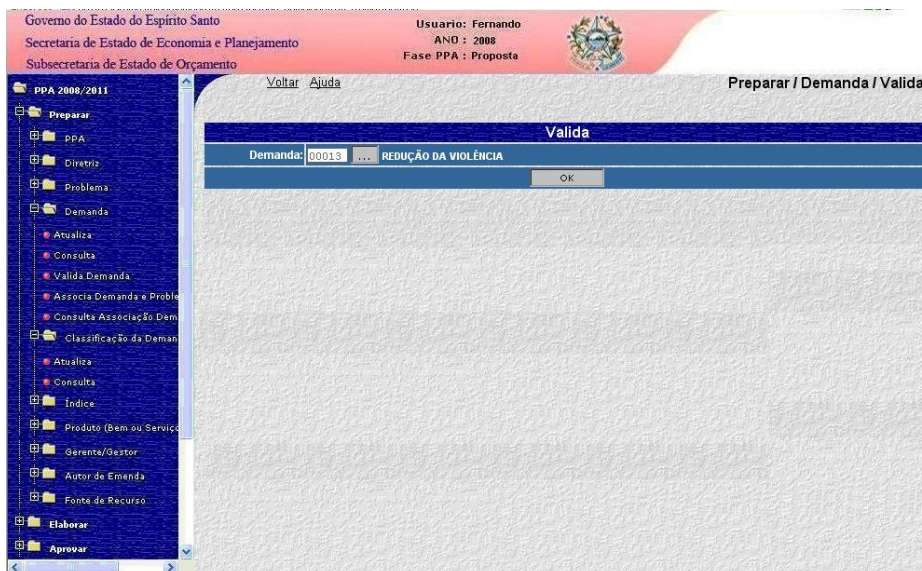 Governo do Estado do Espírito Santo
Secretaria de Estado de Economia e Planejamento
Subsecretaria de Estado de Orçamento
Usuario: Fernando
ANO : 2008
Fase PPA : Proposta
Voltar Ajuda
Preparar / Demanda / Valida
PPA 2008/2011
Preparar
PPA
Diretriz
Problema
Demanda
Atualiza
Consulta
Valida Demanda
Associa Demanda e Proble
Consulta Associação Dem
Classificação da Deman
Atualiza
Consulta
Índice
Produto (Bem ou Serviço
Gerente/Gestor
Autor de Emenda
Fonte de Recurso
Elaborar
Aprovar
Valida
Demanda: 00013 ... REDUÇÃO DA VIOLÊNCIA
OK